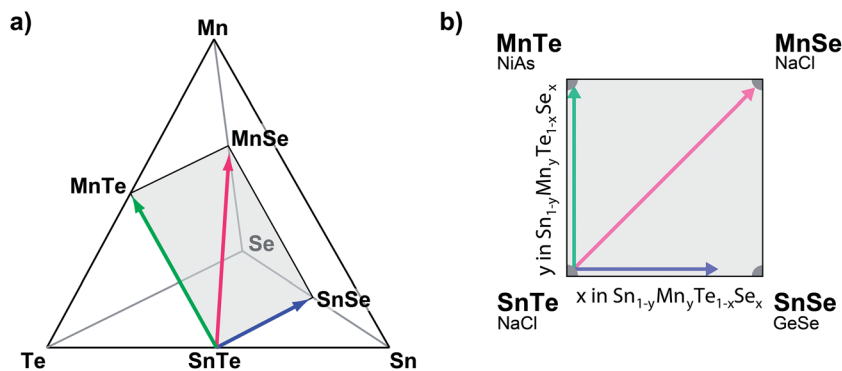 a)
Mn
MnSe
MnTe
Se
SnSe
Te
SnTe
Sn
b)
MnTe
NiAs
MnSe
NaCl
y in Sn₁₋yMnyTe₁₋ₓSeₓ
SnTe
NaCl
x in Sn₁₋yMnyTe₁₋ₓSeₓ
SnSe
GeSe